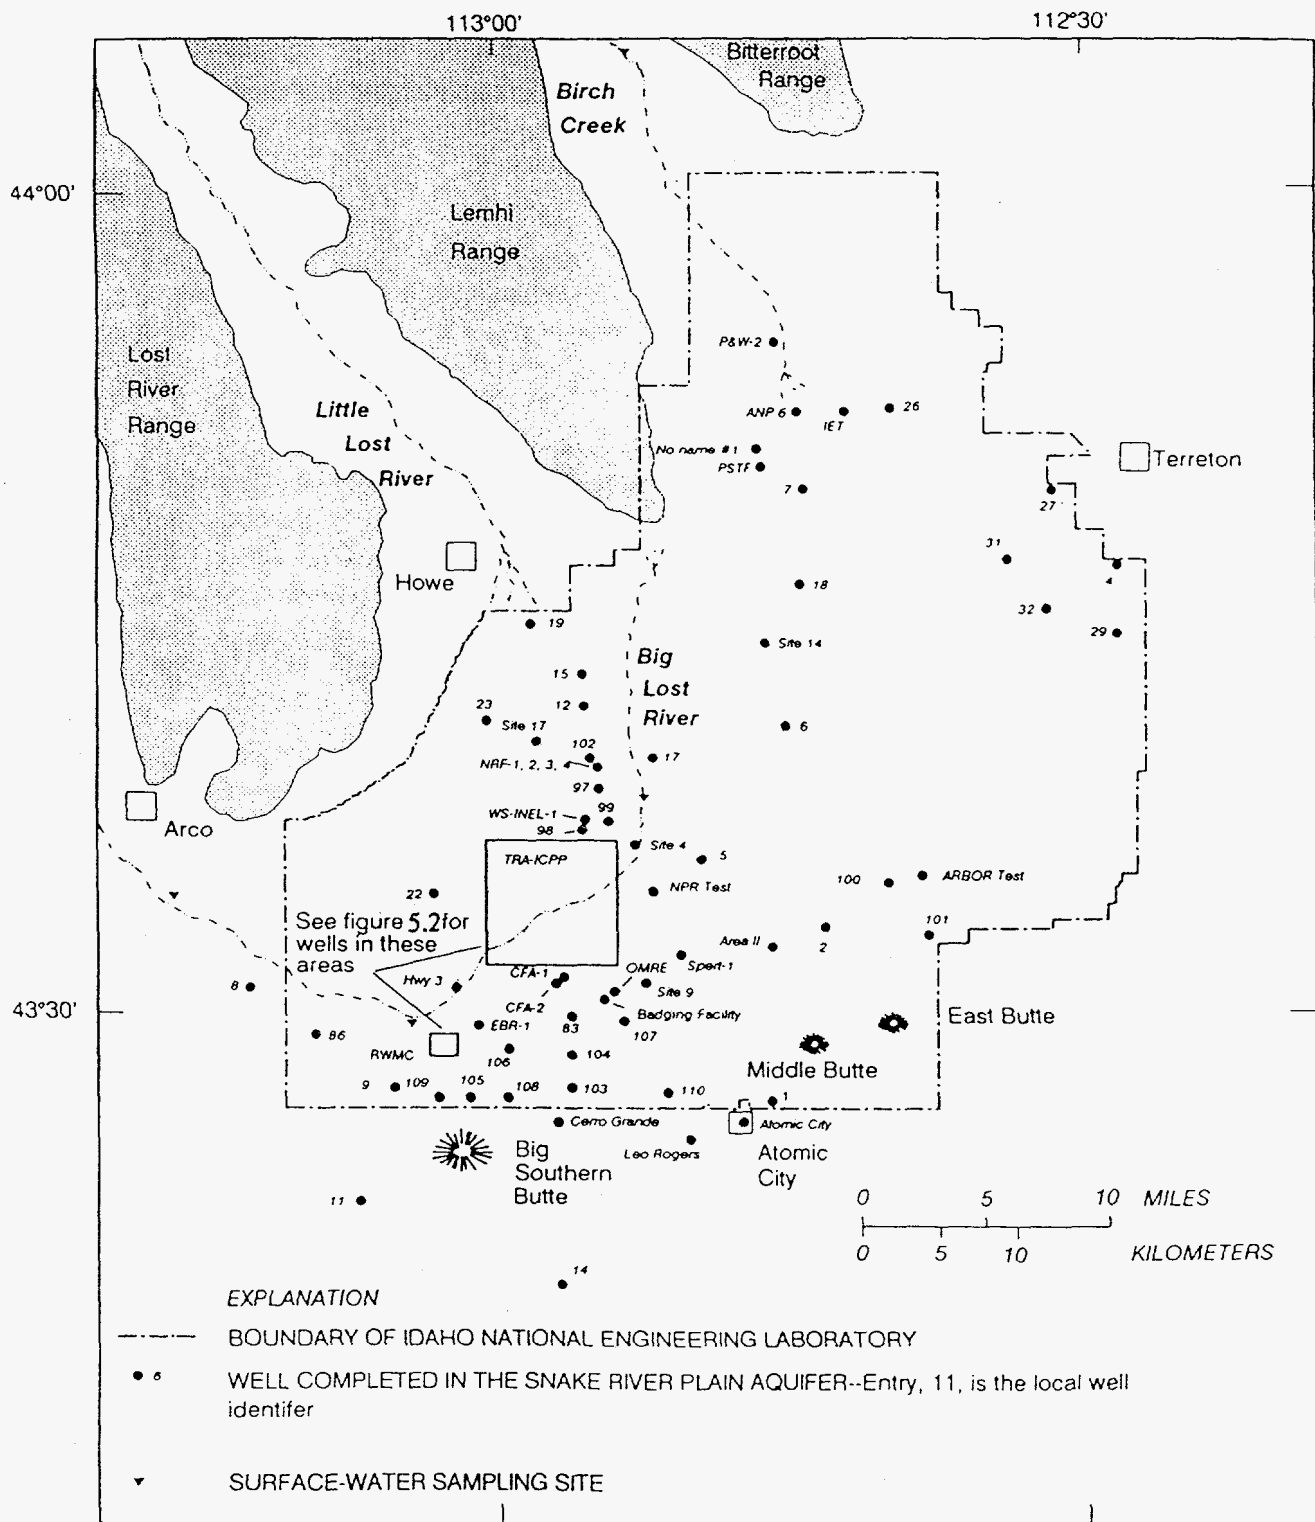 113°00'
112°30'
Bitterroot
Range
Birch
Creek
44°00'
Lemhi
Range
P&W-2
Lost
River
Range
Little
Lost
River
ANP 6
IET
26
No name #1
PSTF
Terreton
7
27
Howe
31
4
18
32
29
19
Site 14
Big
Lost
River
15
12
23
Site 17
6
102
17
NRF-1, 2, 3, 4
97
99
WS-INEL-1
98
Arco
Site 4
5
TRA-ICPP
100
ARBOR Test
NPR Test
22
See figure 5.2 for
wells in these
areas
101
Area II
2
Spert-1
OMRE
CFA-1
Hwy 3
8
Site 9
CFA-2
Badging Facility
43°30'
East Butte
83
107
EBR-1
86
RWMC
106
104
Middle Butte
9
109
105
108
103
110
1
Cerro Grande
Atomic City
Leo Rogers
Atomic
City
Big
Southern
Butte
11
0 5 10 MILES
0 5 10 KILOMETERS
14
EXPLANATION
BOUNDARY OF IDAHO NATIONAL ENGINEERING LABORATORY
6 WELL COMPLETED IN THE SNAKE RIVER PLAIN AQUIFER--Entry, 11, is the local well
identifer
SURFACE-WATER SAMPLING SITE